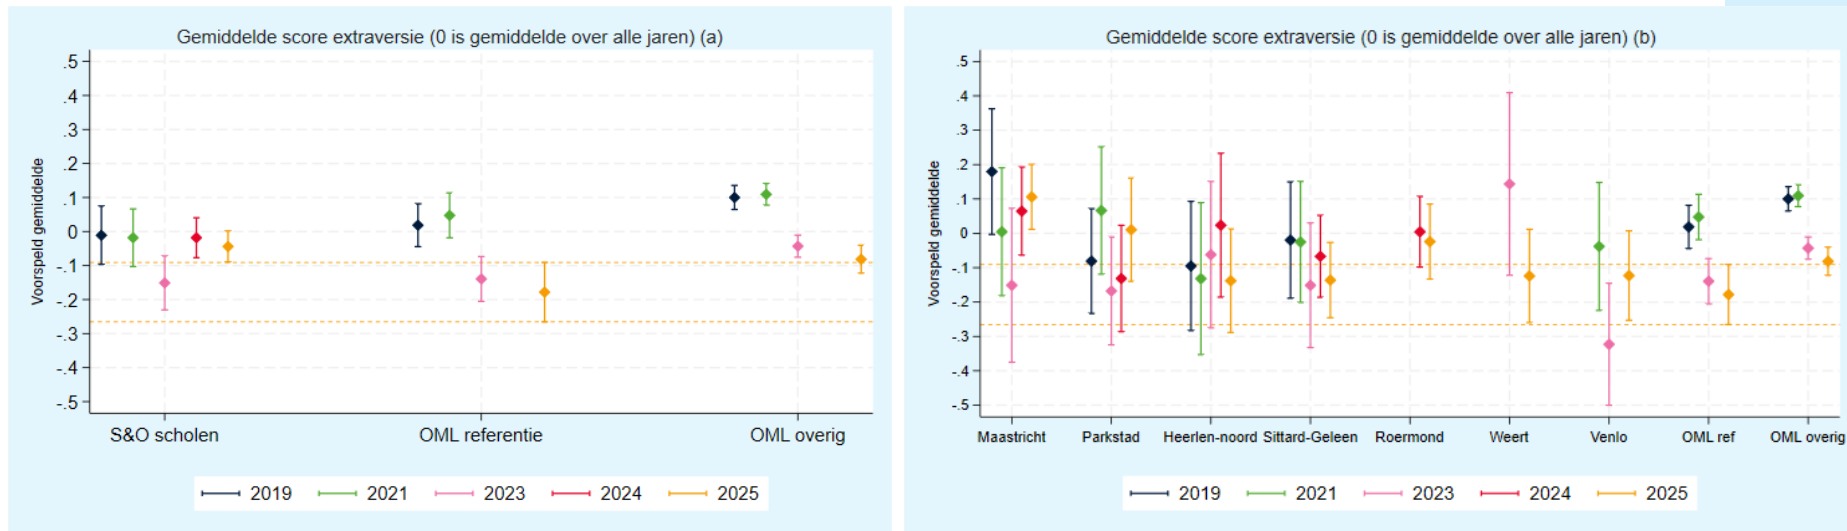 Gemiddelde score extraversie (0 is gemiddelde over alle jaren) (a)
Voorspeld gemiddelde
.5
.4
.3
.2
.1
0
-.1
-.2
-.3
-.4
-.5
S&O scholen OML referentie OML overig
2019 2021 2023 2024 2025
Gemiddelde score extraversie (0 is gemiddelde over alle jaren) (b)
Voorspeld gemiddelde
.5
.4
.3
.2
.1
0
-.1
-.2
-.3
-.4
-.5
Maastricht Parkstad Heerlen-noord Sittard-Geleen Roermond Weert Venlo OML ref OML overig
2019 2021 2023 2024 2025